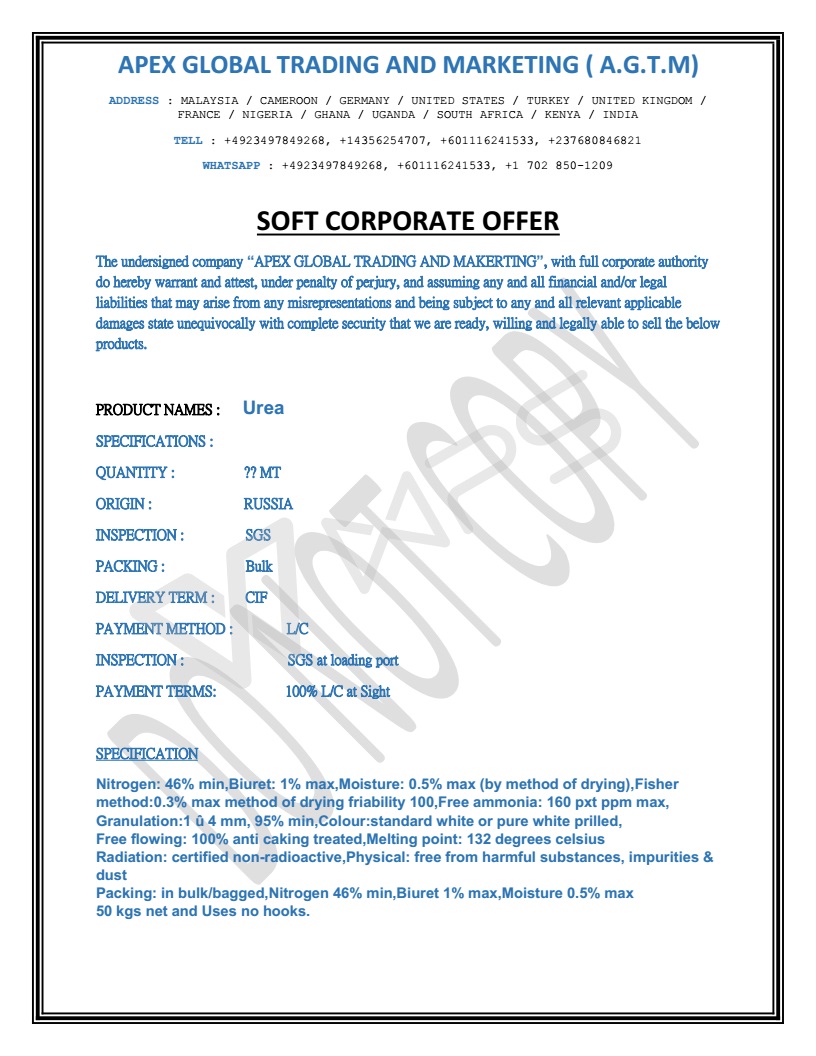 APEX GLOBAL TRADING AND MARKETING ( A.G.T.M)
ADDRESS : MALAYSIA / CAMEROON / GERMANY / UNITED STATES / TURKEY / UNITED KINGDOM /
FRANCE / NIGERIA / GHANA / UGANDA / SOUTH AFRICA / KENYA / INDIA
TELL : +4923497849268, +14356254707, +601116241533, +237680846821
WHATSAPP : +4923497849268, +601116241533, +1 702 850-1209
SOFT CORPORATE OFFER
The undersigned company “APEX GLOBAL TRADING AND MAKERTING”, with full corporate authority
do hereby warrant and attest, under penalty of perjury, and assuming any and all financial and/or legal
liabilities that may arise from any misrepresentations and being subject to any and all relevant applicable
damages state unequivocally with complete security that we are ready, willing and legally able to sell the below
products.
PRODUCT NAMES : Urea
SPECIFICATIONS :
QUANTITY : ?? MT
ORIGIN : RUSSIA
INSPECTION : SGS
PACKING : Bulk
DELIVERY TERM : CIF
PAYMENT METHOD : L/C
INSPECTION : SGS at loading port
PAYMENT TERMS: 100% L/C at Sight
SPECIFICATION
Nitrogen: 46% min,Biuret: 1% max,Moisture: 0.5% max (by method of drying),Fisher
method:0.3% max method of drying friability 100,Free ammonia: 160 pxt ppm max,
Granulation:1 û 4 mm, 95% min,Colour:standard white or pure white prilled,
Free flowing: 100% anti caking treated,Melting point: 132 degrees celsius
Radiation: certified non-radioactive,Physical: free from harmful substances, impurities &
dust
Packing: in bulk/bagged,Nitrogen 46% min,Biuret 1% max,Moisture 0.5% max
50 kgs net and Uses no hooks.
DO NOT COPY